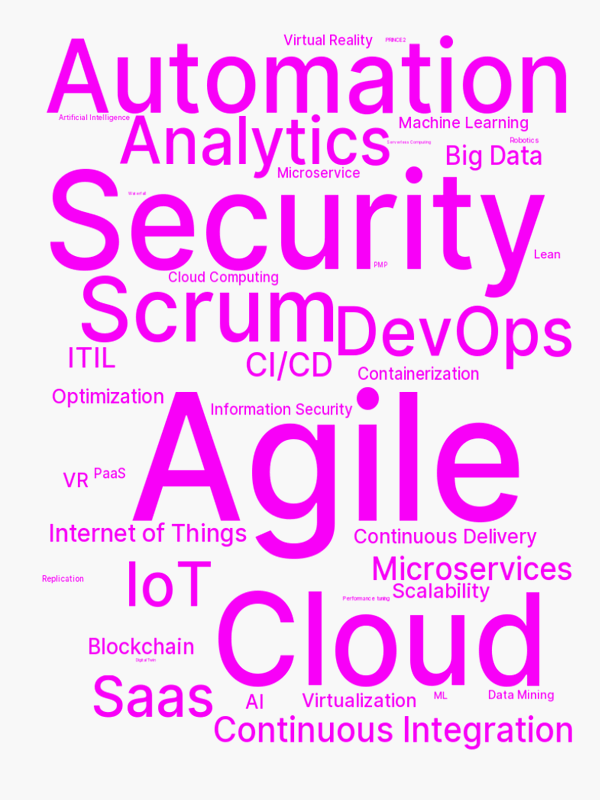 Virtual Reality
PRINCE2
Automation
Artificial Intelligence
Machine Learning
Analytics
Robotics
Serverless Computing
Big Data
Microservice
Security
Waterfall
Lean
PMP
Cloud Computing
Scrum
DevOps
ITIL
CI/CD
Containerization
Optimization
Information Security
Agile
VR
PaaS
Internet of Things
Continuous Delivery
Microservices
IoT
Replication
Scalability
Performance tuning
Cloud
Blockchain
Digital Twin
Saas
AI
Virtualization
ML
Data Mining
Continuous Integration